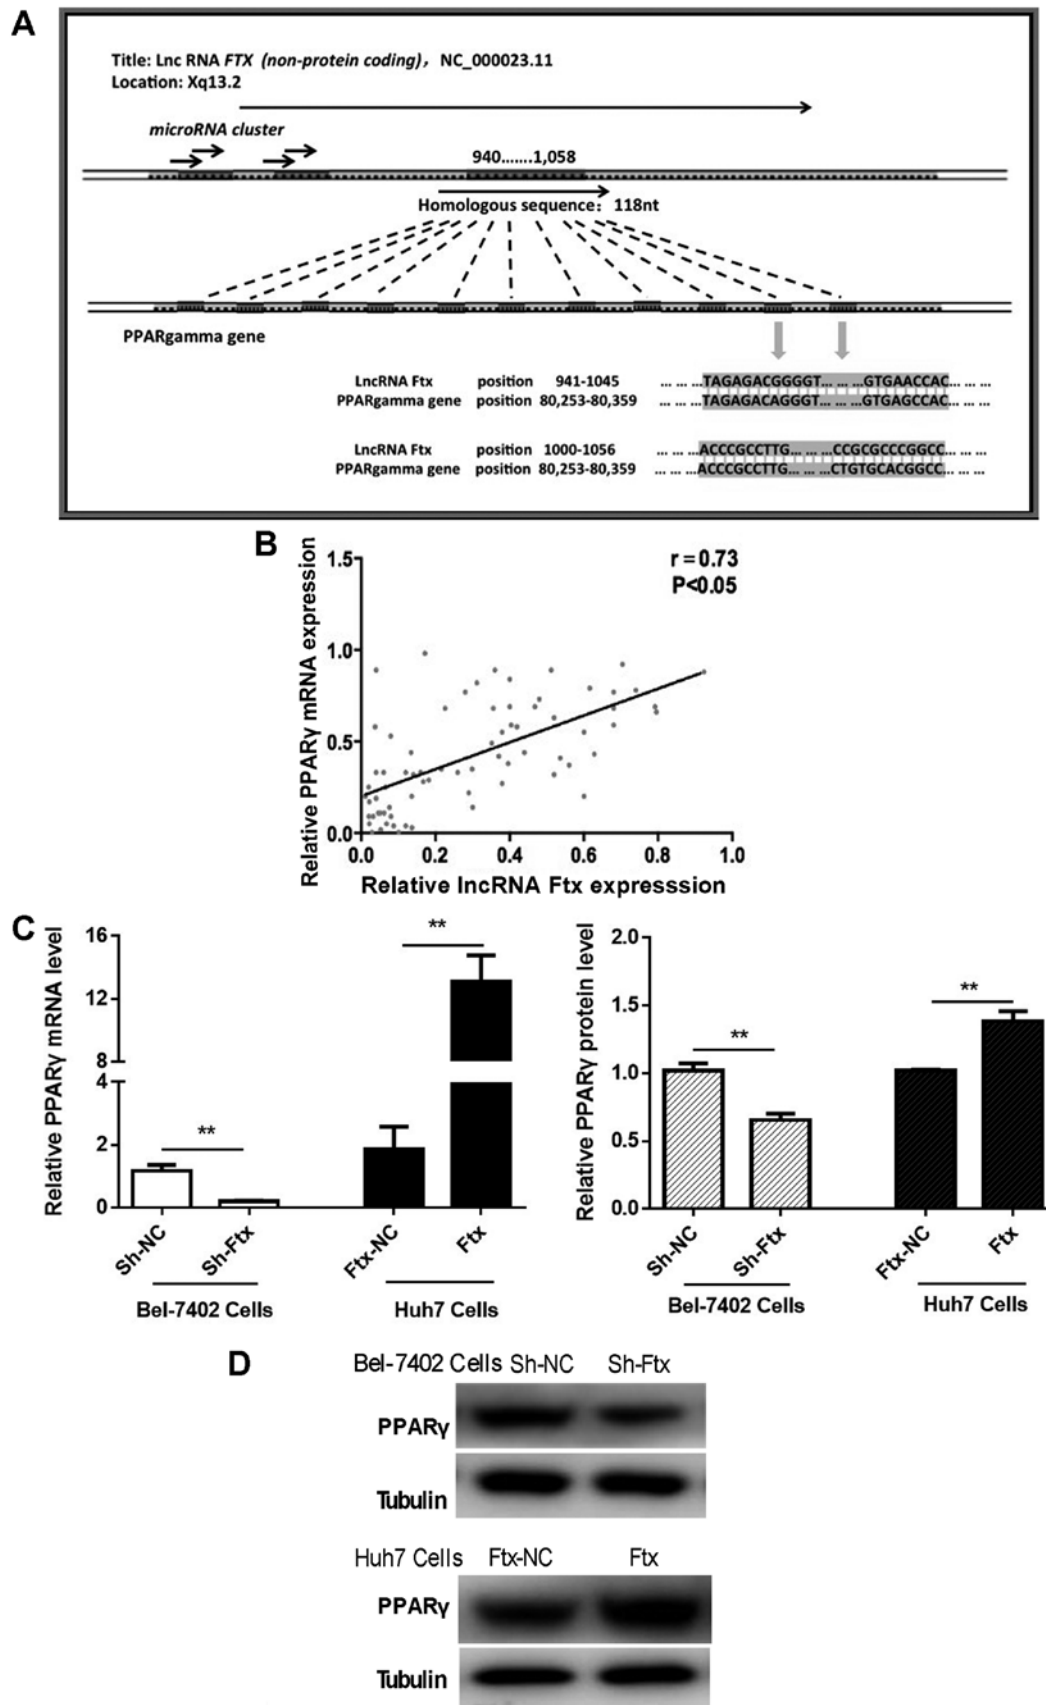 A
Title: Lnc RNA FTX (non-protein coding), NC_000023.11
Location: Xq13.2
microRNA cluster
940.......1,058
Homologous sequence: 118nt
PPARgamma gene
LncRNA Ftx position 941-1045 ... ... ...TAGAGACGGGGT... ... ...GTGAACCAC... ... ...
PPARgamma gene position 80,253-80,359 ... ... ...TAGAGACAGGGT... ... ...GTGAGCCAC... ... ...
LncRNA Ftx position 1000-1056 ... ... ...ACCCGCCTTG... ... ...CCGCGCCCGGCC... ... ...
PPARgamma gene position 80,253-80,359 ... ... ...ACCCGCCTTG... ... ...CTGTGCACGGCC... ... ...
B
Relative PPARγ mRNA expression
1.5
1.0
0.5
0.0
r = 0.73
P<0.05
0.0 0.2 0.4 0.6 0.8 1.0
Relative lncRNA Ftx expresssion
C
Relative PPARγ mRNA level
16
12
8
4
2
0
**
**
Sh-NC Sh-Ftx Ftx-NC Ftx
Bel-7402 Cells Huh7 Cells
Relative PPARγ protein level
2.0
1.5
1.0
0.5
0.0
**
**
Sh-NC Sh-Ftx Ftx-NC Ftx
Bel-7402 Cells Huh7 Cells
D
Bel-7402 Cells Sh-NC Sh-Ftx
PPARγ
Tubulin
Huh7 Cells Ftx-NC Ftx
PPARγ
Tubulin